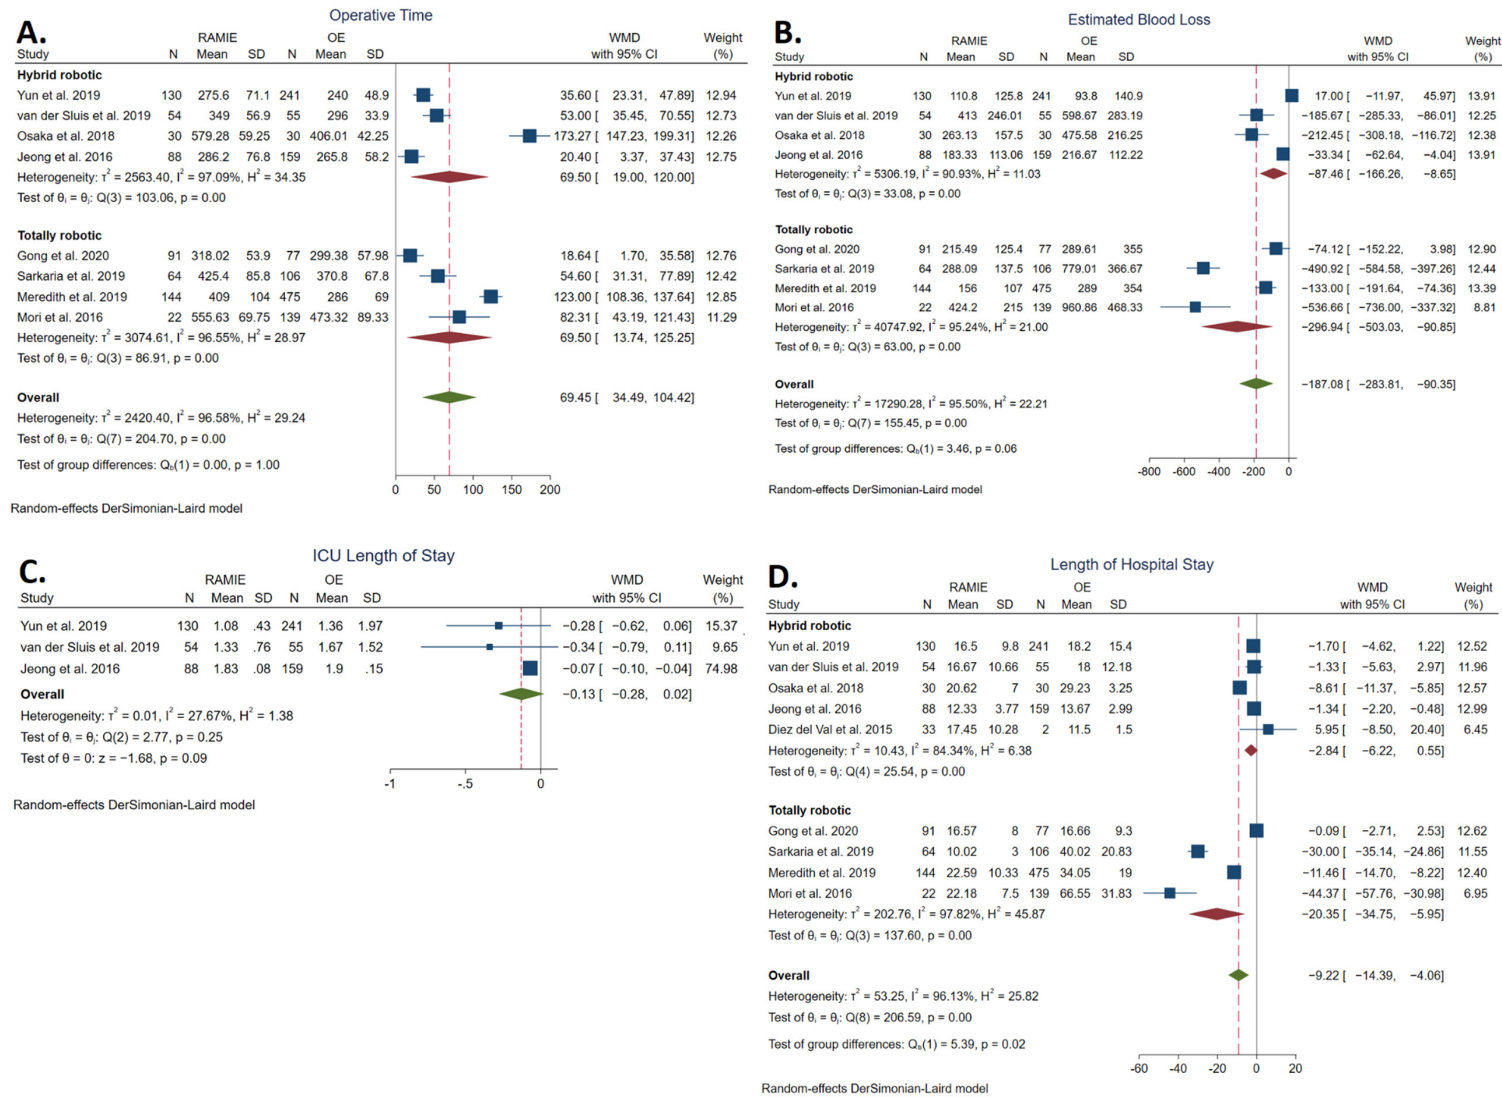 A.
Operative Time
RAMIE OE WMD Weight
Study N Mean SD N Mean SD with 95% CI (%)
Hybrid robotic
Yun et al. 2019 130 275.6 71.1 241 240 48.9 35.60 [ 23.31, 47.89] 12.94
van der Sluis et al. 2019 54 349 56.9 55 296 33.9 53.00 [ 35.45, 70.55] 12.73
Osaka et al. 2018 30 579.28 59.25 30 406.01 42.25 173.27 [ 147.23, 199.31] 12.26
Jeong et al. 2016 88 286.2 76.8 159 265.8 58.2 20.40 [ 3.37, 37.43] 12.75
Heterogeneity: τ² = 2563.40, I² = 97.09%, H² = 34.35 69.50 [ 19.00, 120.00]
Test of θᵢ = θⱼ: Q(3) = 103.06, p = 0.00
Totally robotic
Gong et al. 2020 91 318.02 53.9 77 299.38 57.98 18.64 [ 1.70, 35.58] 12.76
Sarkaria et al. 2019 64 425.4 85.8 106 370.8 67.8 54.60 [ 31.31, 77.89] 12.42
Meredith et al. 2019 144 409 104 475 286 69 123.00 [ 108.36, 137.64] 12.85
Mori et al. 2016 22 555.63 69.75 139 473.32 89.33 82.31 [ 43.19, 121.43] 11.29
Heterogeneity: τ² = 3074.61, I² = 96.55%, H² = 28.97 69.50 [ 13.74, 125.25]
Test of θᵢ = θⱼ: Q(3) = 86.91, p = 0.00
Overall 69.45 [ 34.49, 104.42]
Heterogeneity: τ² = 2420.40, I² = 96.58%, H² = 29.24
Test of θᵢ = θⱼ: Q(7) = 204.70, p = 0.00
Test of group differences: Qᵦ(1) = 0.00, p = 1.00
0 50 100 150 200
Random-effects DerSimonian-Laird model
B.
Estimated Blood Loss
RAMIE OE WMD Weight
Study N Mean SD N Mean SD with 95% CI (%)
Hybrid robotic
Yun et al. 2019 130 110.8 125.8 241 93.8 140.9 17.00 [ −11.97, 45.97] 13.91
van der Sluis et al. 2019 54 413 246.01 55 598.67 283.19 −185.67 [ −285.33, −86.01] 12.25
Osaka et al. 2018 30 263.13 157.5 30 475.58 216.25 −212.45 [ −308.18, −116.72] 12.38
Jeong et al. 2016 88 183.33 113.06 159 216.67 112.22 −33.34 [ −62.64, −4.04] 13.91
Heterogeneity: τ² = 5306.19, I² = 90.93%, H² = 11.03 −87.46 [ −166.26, −8.65]
Test of θᵢ = θⱼ: Q(3) = 33.08, p = 0.00
Totally robotic
Gong et al. 2020 91 215.49 125.4 77 289.61 355 −74.12 [ −152.22, 3.98] 12.90
Sarkaria et al. 2019 64 288.09 137.5 106 779.01 366.67 −490.92 [ −584.58, −397.26] 12.44
Meredith et al. 2019 144 156 107 475 289 354 −133.00 [ −191.64, −74.36] 13.39
Mori et al. 2016 22 424.2 215 139 960.86 468.33 −536.66 [ −736.00, −337.32] 8.81
Heterogeneity: τ² = 40747.92, I² = 95.24%, H² = 21.00 −296.94 [ −503.03, −90.85]
Test of θᵢ = θⱼ: Q(3) = 63.00, p = 0.00
Overall −187.08 [ −283.81, −90.35]
Heterogeneity: τ² = 17290.28, I² = 95.50%, H² = 22.21
Test of θᵢ = θⱼ: Q(7) = 155.45, p = 0.00
Test of group differences: Qᵦ(1) = 3.46, p = 0.06
-800 -600 -400 -200 0
Random-effects DerSimonian-Laird model
C.
ICU Length of Stay
RAMIE OE WMD Weight
Study N Mean SD N Mean SD with 95% CI (%)
Yun et al. 2019 130 1.08 .43 241 1.36 1.97 −0.28 [ −0.62, 0.06] 15.37
van der Sluis et al. 2019 54 1.33 .76 55 1.67 1.52 −0.34 [ −0.79, 0.11] 9.65
Jeong et al. 2016 88 1.83 .08 159 1.9 .15 −0.07 [ −0.10, −0.04] 74.98
Overall −0.13 [ −0.28, 0.02]
Heterogeneity: τ² = 0.01, I² = 27.67%, H² = 1.38
Test of θᵢ = θⱼ: Q(2) = 2.77, p = 0.25
Test of θ = 0: z = −1.68, p = 0.09
-1 -.5 0
Random-effects DerSimonian-Laird model
D.
Length of Hospital Stay
RAMIE OE WMD Weight
Study N Mean SD N Mean SD with 95% CI (%)
Hybrid robotic
Yun et al. 2019 130 16.5 9.8 241 18.2 15.4 −1.70 [ −4.62, 1.22] 12.52
van der Sluis et al. 2019 54 16.67 10.66 55 18 12.18 −1.33 [ −5.63, 2.97] 11.96
Osaka et al. 2018 30 20.62 7 30 29.23 3.25 −8.61 [ −11.37, −5.85] 12.57
Jeong et al. 2016 88 12.33 3.77 159 13.67 2.99 −1.34 [ −2.20, −0.48] 12.99
Diez del Val et al. 2015 33 17.45 10.28 2 11.5 1.5 5.95 [ −8.50, 20.40] 6.45
Heterogeneity: τ² = 10.43, I² = 84.34%, H² = 6.38 −2.84 [ −6.22, 0.55]
Test of θᵢ = θⱼ: Q(4) = 25.54, p = 0.00
Totally robotic
Gong et al. 2020 91 16.57 8 77 16.66 9.3 −0.09 [ −2.71, 2.53] 12.62
Sarkaria et al. 2019 64 10.02 3 106 40.02 20.83 −30.00 [ −35.14, −24.86] 11.55
Meredith et al. 2019 144 22.59 10.33 475 34.05 19 −11.46 [ −14.70, −8.22] 12.40
Mori et al. 2016 22 22.18 7.5 139 66.55 31.83 −44.37 [ −57.76, −30.98] 6.95
Heterogeneity: τ² = 202.76, I² = 97.82%, H² = 45.87 −20.35 [ −34.75, −5.95]
Test of θᵢ = θⱼ: Q(3) = 137.60, p = 0.00
Overall −9.22 [ −14.39, −4.06]
Heterogeneity: τ² = 53.25, I² = 96.13%, H² = 25.82
Test of θᵢ = θⱼ: Q(8) = 206.59, p = 0.00
Test of group differences: Qᵦ(1) = 5.39, p = 0.02
-60 -40 -20 0 20
Random-effects DerSimonian-Laird model